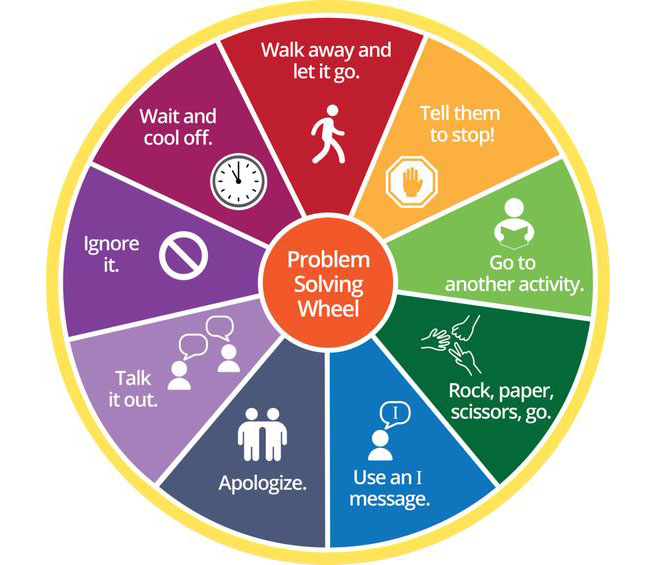 Problem
Solving
Wheel
Walk away and
let it go.
Tell them
to stop!
Go to
another activity.
Rock, paper,
scissors, go.
I
Use an I
message.
Apologize.
Talk
it out.
Ignore
it.
Wait and
cool off.